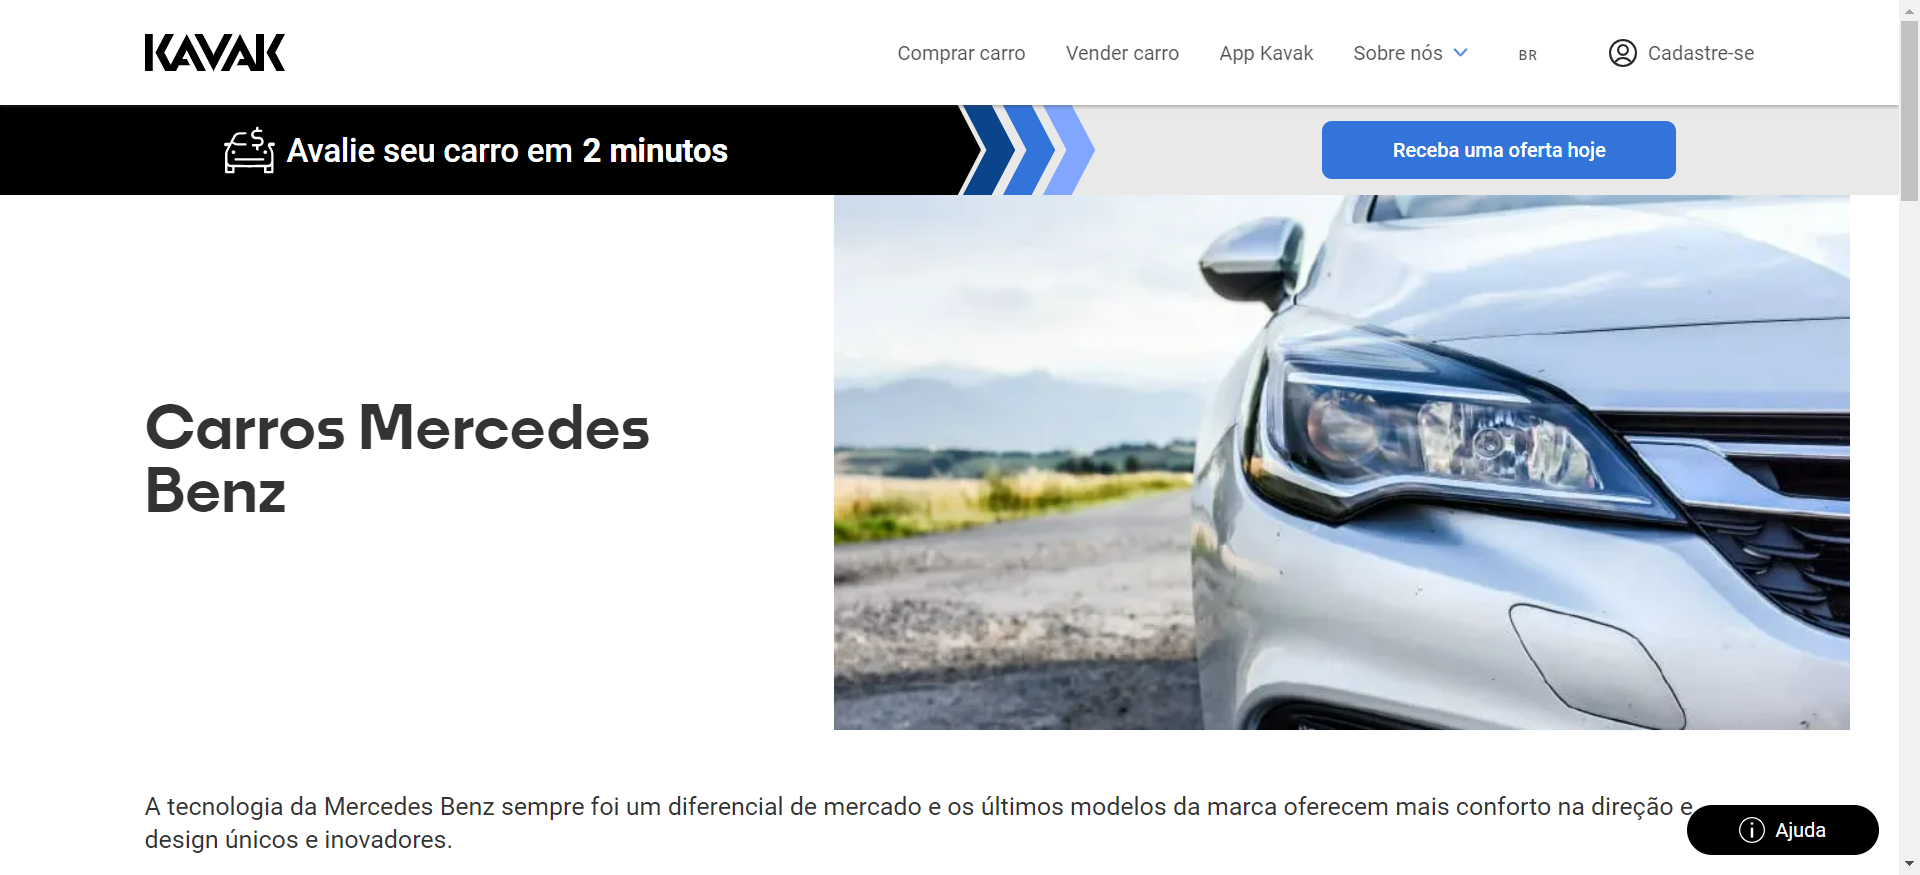 KAVAK
Comprar carro
Vender carro
App Kavak
Sobre nós
BR
Cadastre-se
Avalie seu carro em 2 minutos
Receba uma oferta hoje
Carros Mercedes
Benz
A tecnologia da Mercedes Benz sempre foi um diferencial de mercado e os últimos modelos da marca oferecem mais conforto na direção e
design únicos e inovadores.
Ajuda